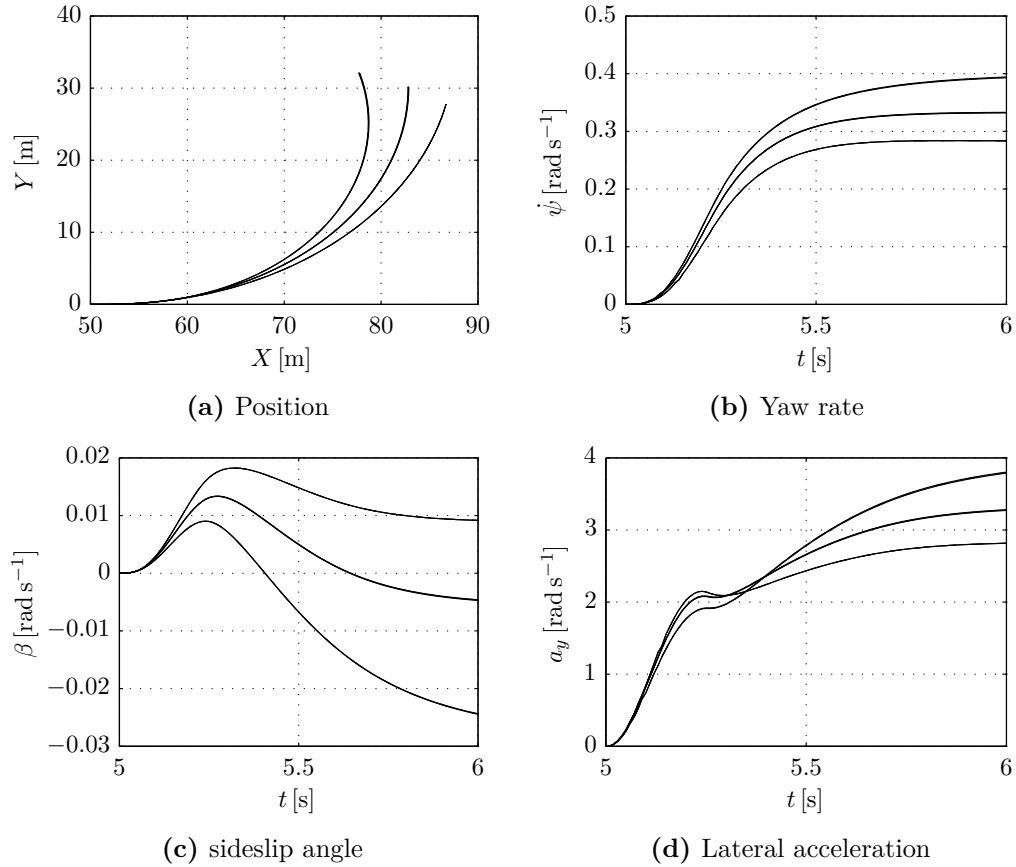 40
30
20
10
0
Y [m]
50 60 70 80 90
X [m]
(a) Position
0.5
0.4
0.3
0.2
0.1
0
ψ̇ [rad s⁻¹]
5 5.5 6
t [s]
(b) Yaw rate
0.02
0.01
0
−0.01
−0.02
−0.03
β [rad s⁻¹]
5 5.5 6
t [s]
(c) sideslip angle
4
3
2
1
0
a_y [rad s⁻¹]
5 5.5 6
t [s]
(d) Lateral acceleration